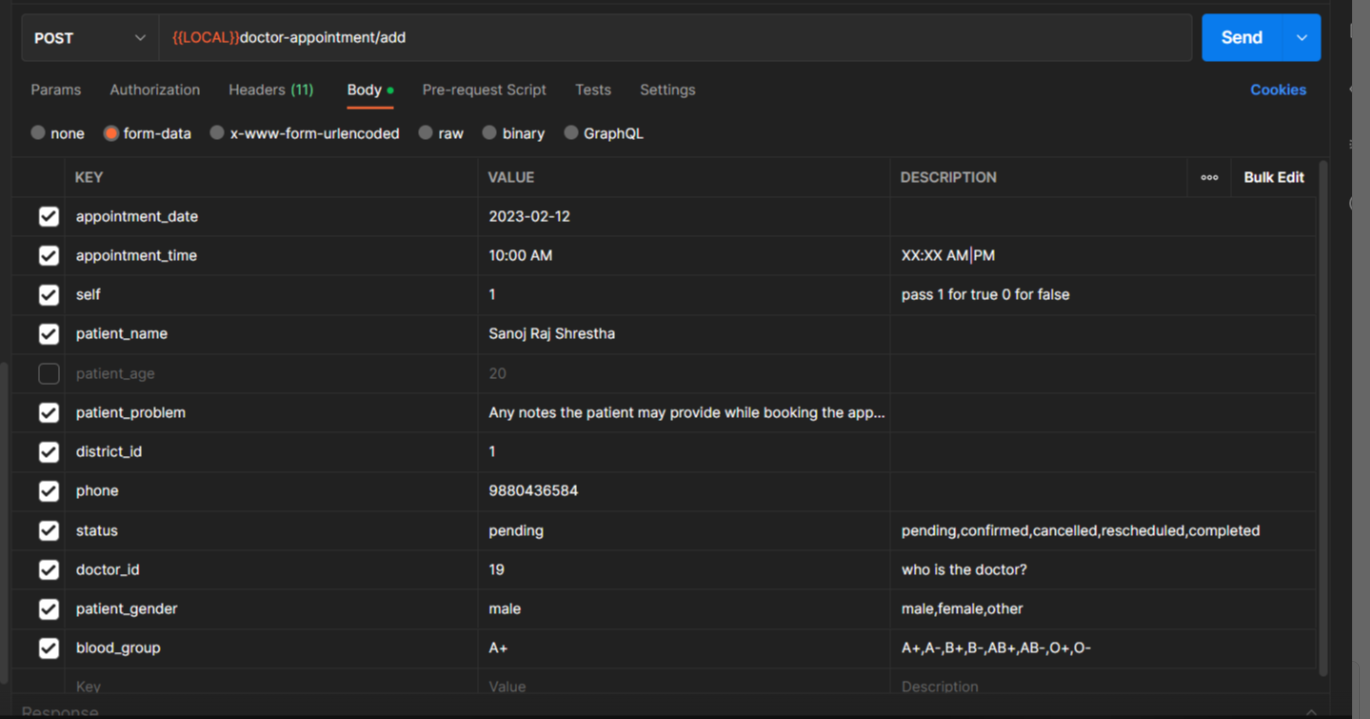 POST {{LOCAL}}doctor-appointment/add Send
Params Authorization Headers (11) Body Pre-request Script Tests Settings Cookies
none form-data x-www-form-urlencoded raw binary GraphQL
KEY VALUE DESCRIPTION ooo Bulk Edit
appointment_date 2023-02-12
appointment_time 10:00 AM XX:XX AM|PM
self 1 pass 1 for true 0 for false
patient_name Sanoj Raj Shrestha
patient_age 20
patient_problem Any notes the patient may provide while booking the app...
district_id 1
phone 9880436584
status pending pending,confirmed,cancelled,rescheduled,completed
doctor_id 19 who is the doctor?
patient_gender male male,female,other
blood_group A+ A+,A-,B+,B-,AB+,AB-,O+,O-
Key Value Description
Response